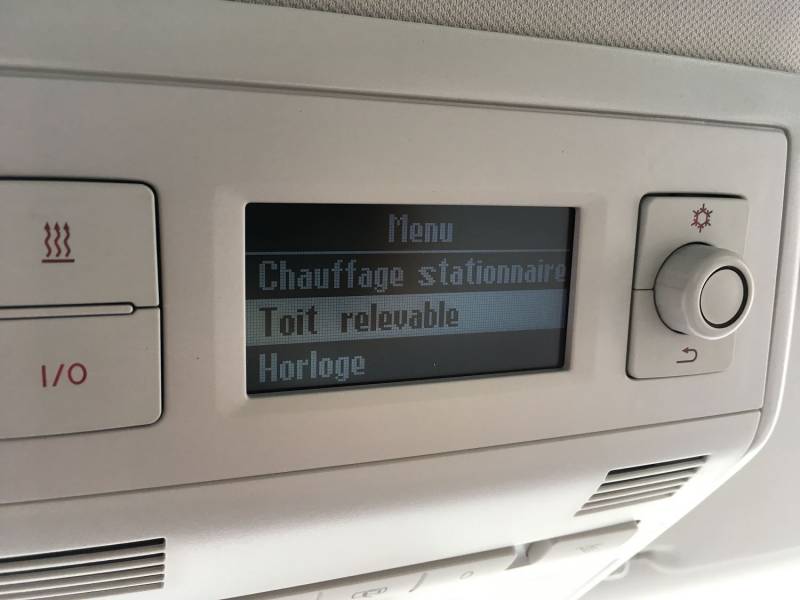 Menu
Chauffage stationnaire
Toit relevable
Horloge
I/O